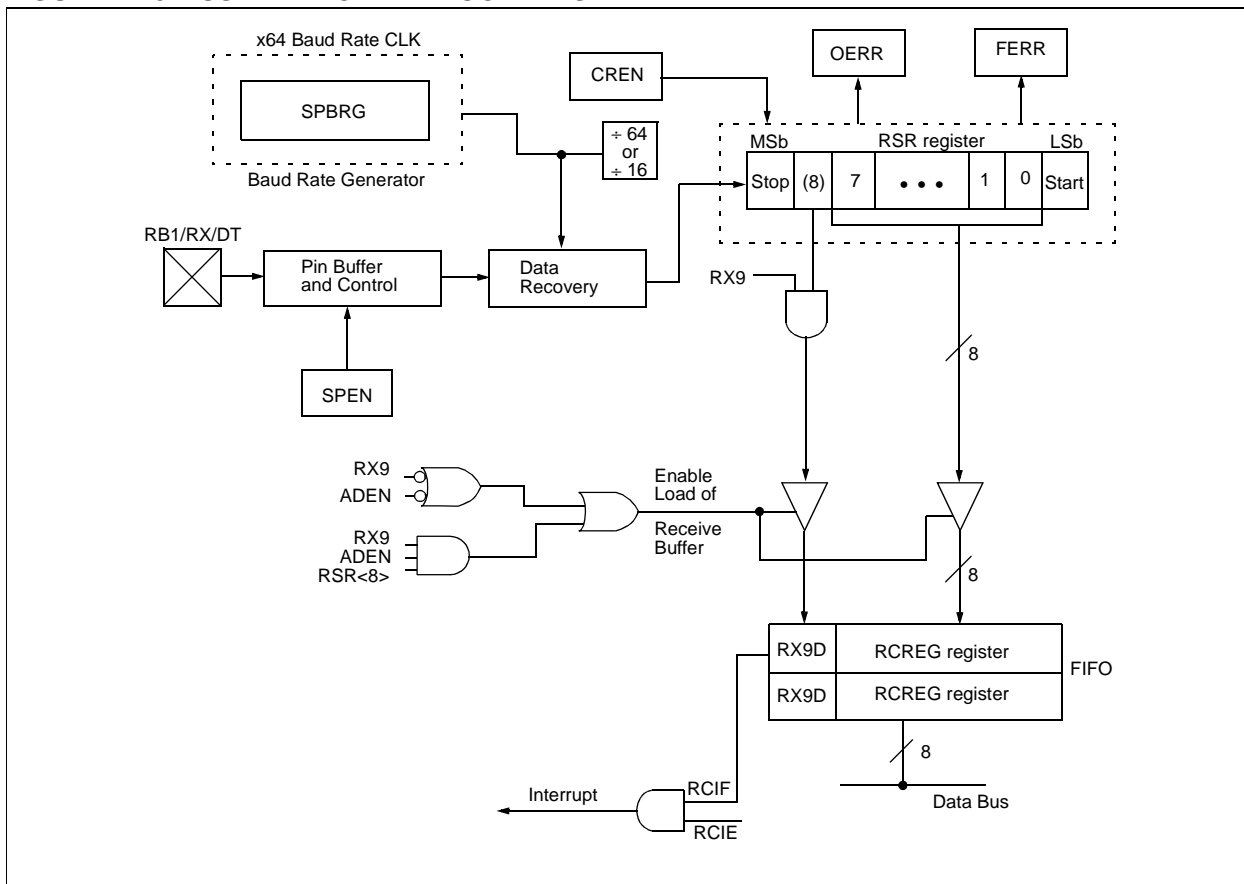 x64 Baud Rate CLK
SPBRG
Baud Rate Generator
CREN
OERR
FERR
÷ 64
or
÷ 16
MSb
RSR register
LSb
Stop
(8)
7
• • •
1
0
Start
RB1/RX/DT
Pin Buffer
and Control
Data
Recovery
RX9
8
SPEN
RX9
ADEN
Enable
Load of
Receive
Buffer
RX9
ADEN
RSR<8>
8
RX9D
RCREG register
RX9D
RCREG register
FIFO
8
Data Bus
Interrupt
RCIF
RCIE